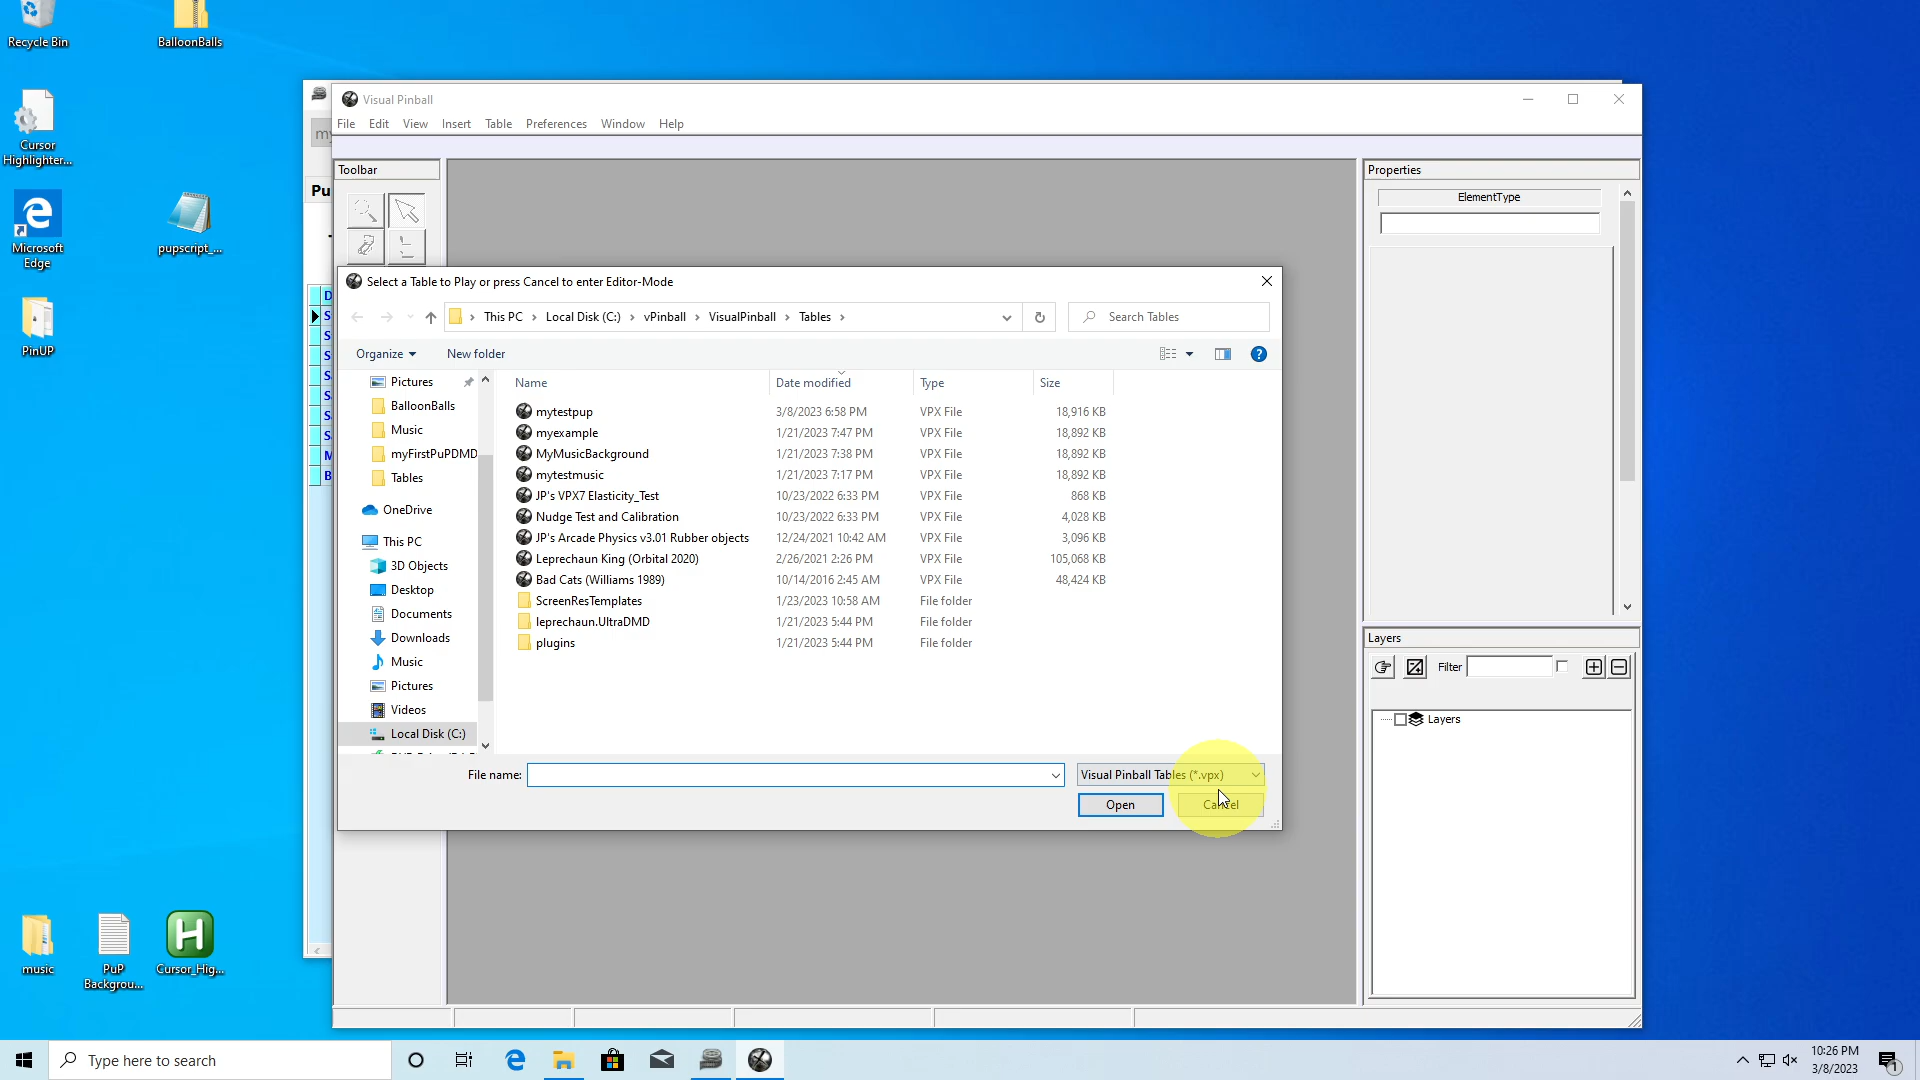 Recycle Bin
BalloonBalls
Cursor
Highlighter...
Microsoft
Edge
pupscript_...
PinUP
music
PuP
Backgrou...
Cursor_Hig...
my
Pu
D
S
S
S
S
S
S
S
M
B
Visual Pinball
File Edit View Insert Table Preferences Window Help
Toolbar
Properties
ElementType
Select a Table to Play or press Cancel to enter Editor-Mode
This PC > Local Disk (C:) > vPinball > VisualPinball > Tables >
Search Tables
Organize New folder
Pictures
BalloonBalls
Music
myFirstPuPDMD
Tables
OneDrive
This PC
3D Objects
Desktop
Documents
Downloads
Music
Pictures
Videos
Local Disk (C:)
Name Date modified Type Size
mytestpup 3/8/2023 6:58 PM VPX File 18,916 KB
myexample 1/21/2023 7:47 PM VPX File 18,892 KB
MyMusicBackground 1/21/2023 7:38 PM VPX File 18,892 KB
mytestmusic 1/21/2023 7:17 PM VPX File 18,892 KB
JP's VPX7 Elasticity_Test 10/23/2022 6:33 PM VPX File 868 KB
Nudge Test and Calibration 10/23/2022 6:33 PM VPX File 4,028 KB
JP's Arcade Physics v3.01 Rubber objects 12/24/2021 10:42 AM VPX File 3,096 KB
Leprechaun King (Orbital 2020) 2/26/2021 2:26 PM VPX File 105,068 KB
Bad Cats (Williams 1989) 10/14/2016 2:45 AM VPX File 48,424 KB
ScreenResTemplates 1/23/2023 10:58 AM File folder
leprechaun.UltraDMD 1/21/2023 5:44 PM File folder
plugins 1/21/2023 5:44 PM File folder
File name:
Visual Pinball Tables (*.vpx)
Open Cancel
Layers
Filter
Layers
Type here to search
10:26 PM
3/8/2023
1